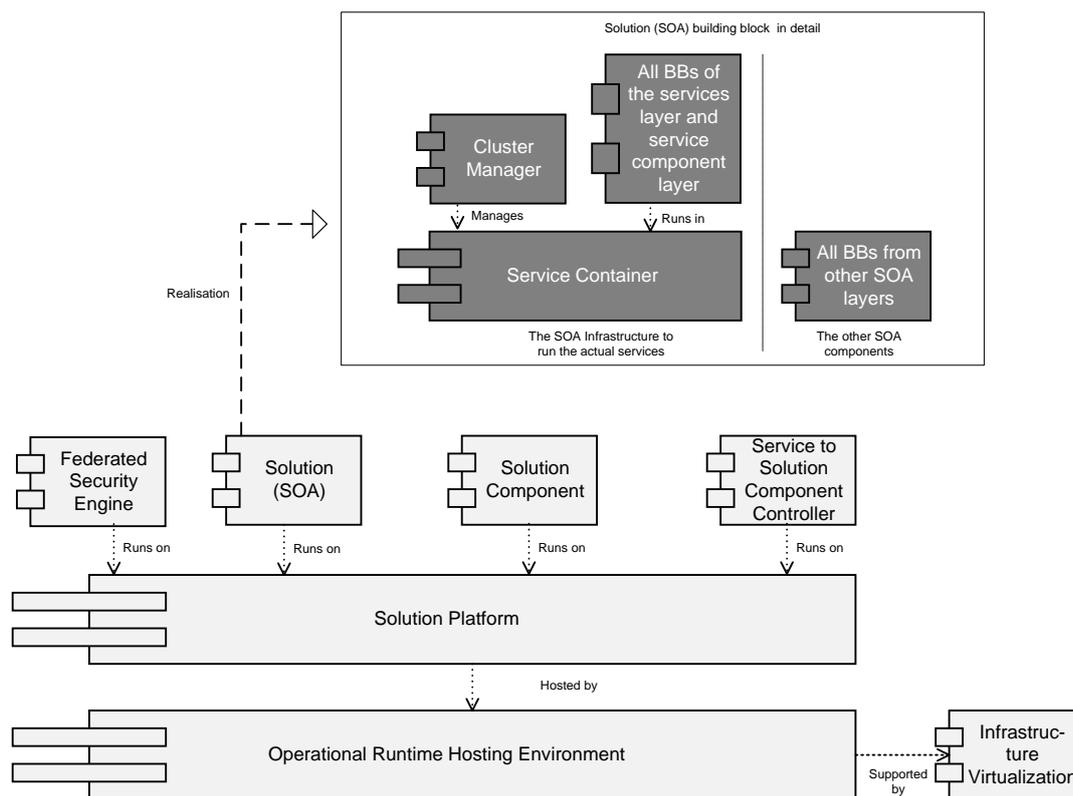 Solution (SOA) building block in detail
All BBs of
the services
layer and
service
component
layer
Cluster
Manager
Manages
Runs in
Service Container
All BBs from
other SOA
layers
The SOA Infrastructure to
run the actual services
The other SOA
components
Realisation
Federated
Security
Engine
Solution
(SOA)
Solution
Component
Service to
Solution
Component
Controller
Runs on
Runs on
Runs on
Runs on
Solution Platform
Hosted by
Operational Runtime Hosting Environment
Supported
by
Infrastruc-
ture
Virtualization